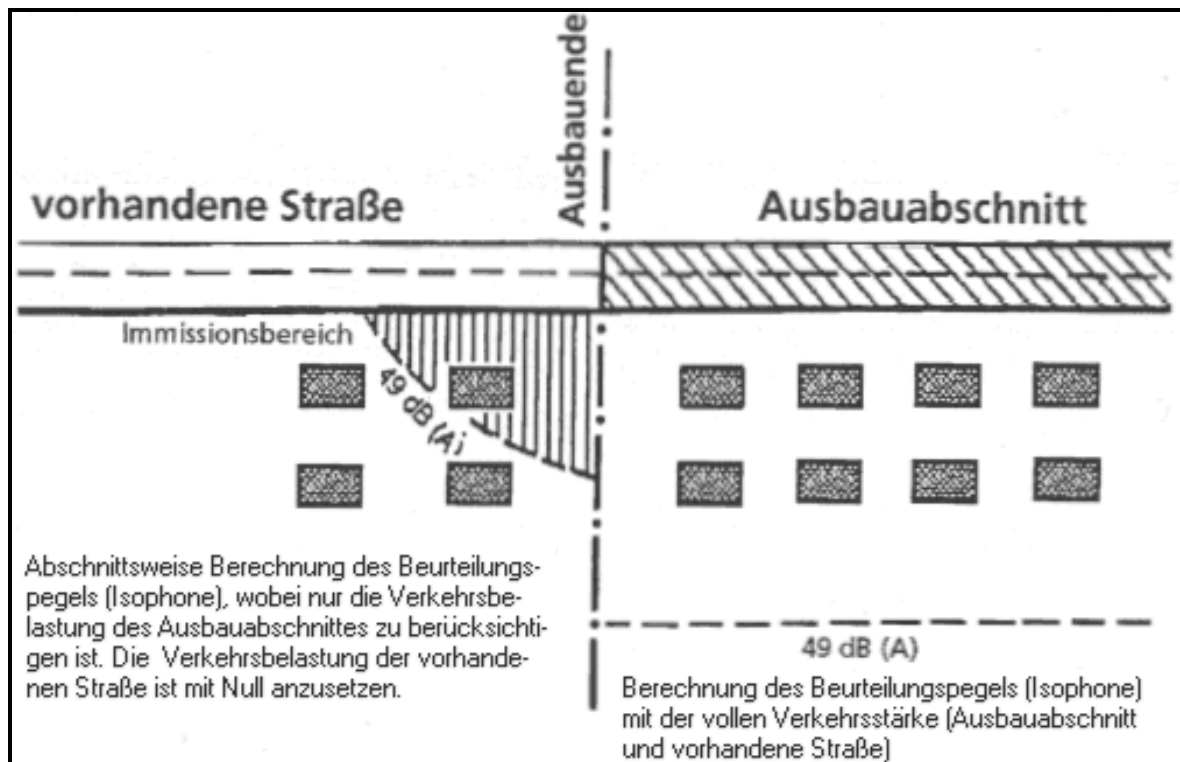 Ausbauende
vorhandene Straße
Ausbauabschnitt
Immissionsbereich
49 dB (A)
Abschnittsweise Berechnung des Beurteilungs-
pegels (Isophone), wobei nur die Verkehrsbe-
lastung des Ausbauabschnittes zu berücksichti-
gen ist. Die Verkehrsbelastung der vorhande-
nen Straße ist mit Null anzusetzen.
49 dB (A)
Berechnung des Beurteilungspegels (Isophone)
mit der vollen Verkehrsstärke (Ausbauabschnitt
und vorhandene Straße)